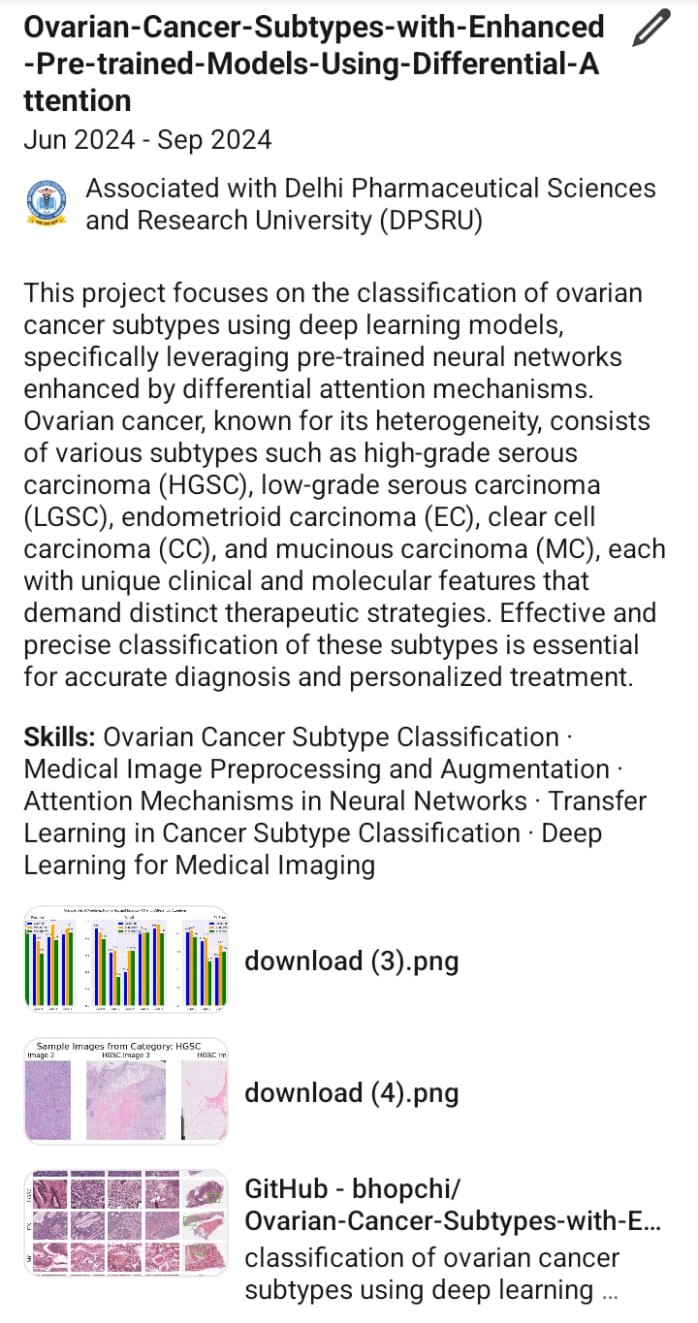 Ovarian-Cancer-Subtypes-with-Enhanced
-Pre-trained-Models-Using-Differential-A
ttention
Jun 2024 - Sep 2024
Associated with Delhi Pharmaceutical Sciences
and Research University (DPSRU)
This project focuses on the classification of ovarian
cancer subtypes using deep learning models,
specifically leveraging pre-trained neural networks
enhanced by differential attention mechanisms.
Ovarian cancer, known for its heterogeneity, consists
of various subtypes such as high-grade serous
carcinoma (HGSC), low-grade serous carcinoma
(LGSC), endometrioid carcinoma (EC), clear cell
carcinoma (CC), and mucinous carcinoma (MC), each
with unique clinical and molecular features that
demand distinct therapeutic strategies. Effective and
precise classification of these subtypes is essential
for accurate diagnosis and personalized treatment.
Skills: Ovarian Cancer Subtype Classification ·
Medical Image Preprocessing and Augmentation ·
Attention Mechanisms in Neural Networks · Transfer
Learning in Cancer Subtype Classification · Deep
Learning for Medical Imaging
download (3).png
Sample Images from Category: HGSC
Image 2 HGSC Image 3 HGSC Im
download (4).png
GitHub - bhopchi/
Ovarian-Cancer-Subtypes-with-E...
classification of ovarian cancer
subtypes using deep learning ...